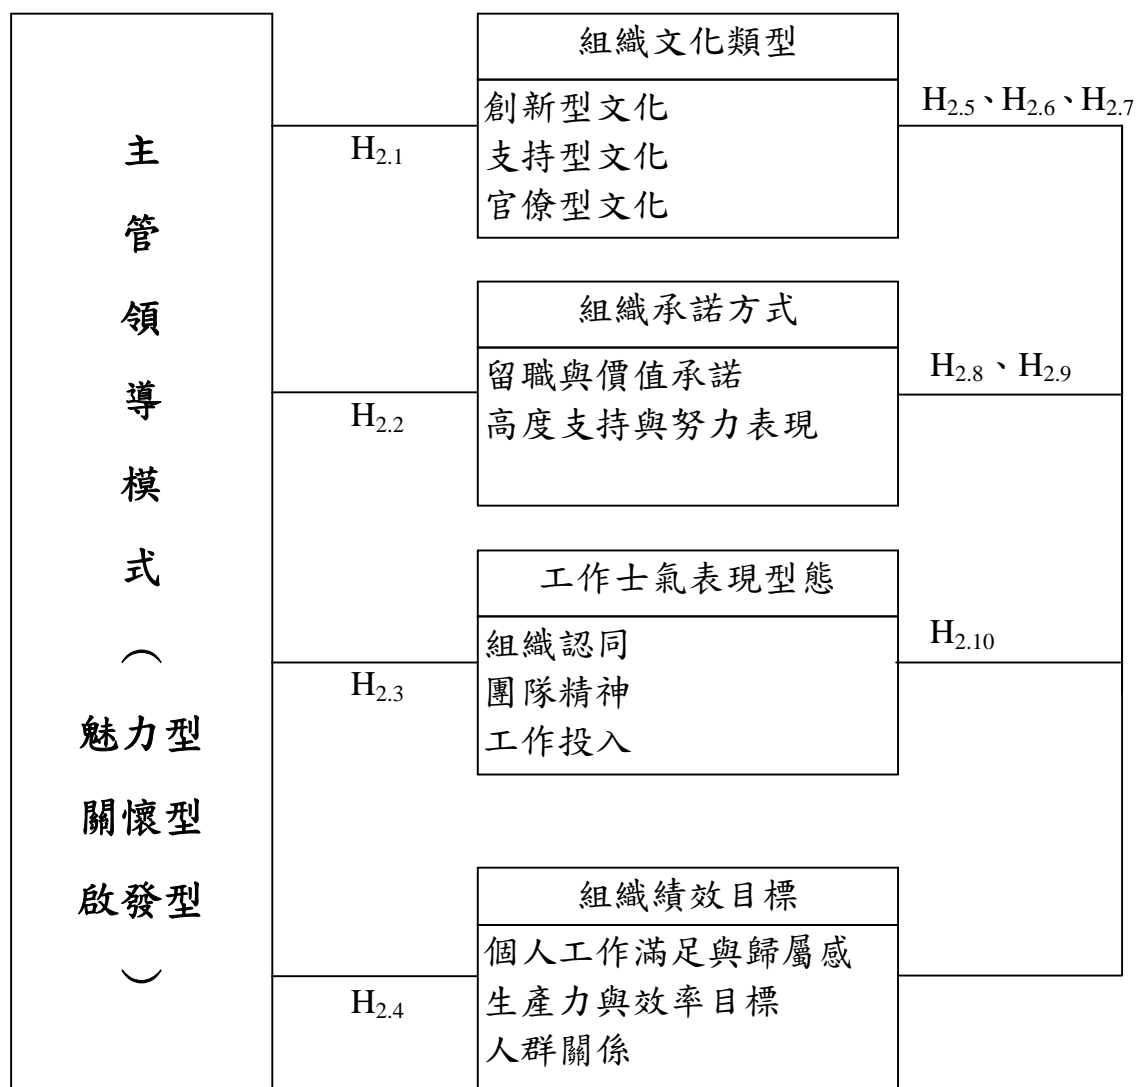 主
管
領
導
模
式
（
魅力型
關懷型
啟發型
）
H2.1
組織文化類型
創新型文化
支持型文化
官僚型文化
H2.5、H2.6、H2.7
H2.2
組織承諾方式
留職與價值承諾
高度支持與努力表現
H2.8、H2.9
H2.3
工作士氣表現型態
組織認同
團隊精神
工作投入
H2.10
H2.4
組織績效目標
個人工作滿足與歸屬感
生產力與效率目標
人群關係